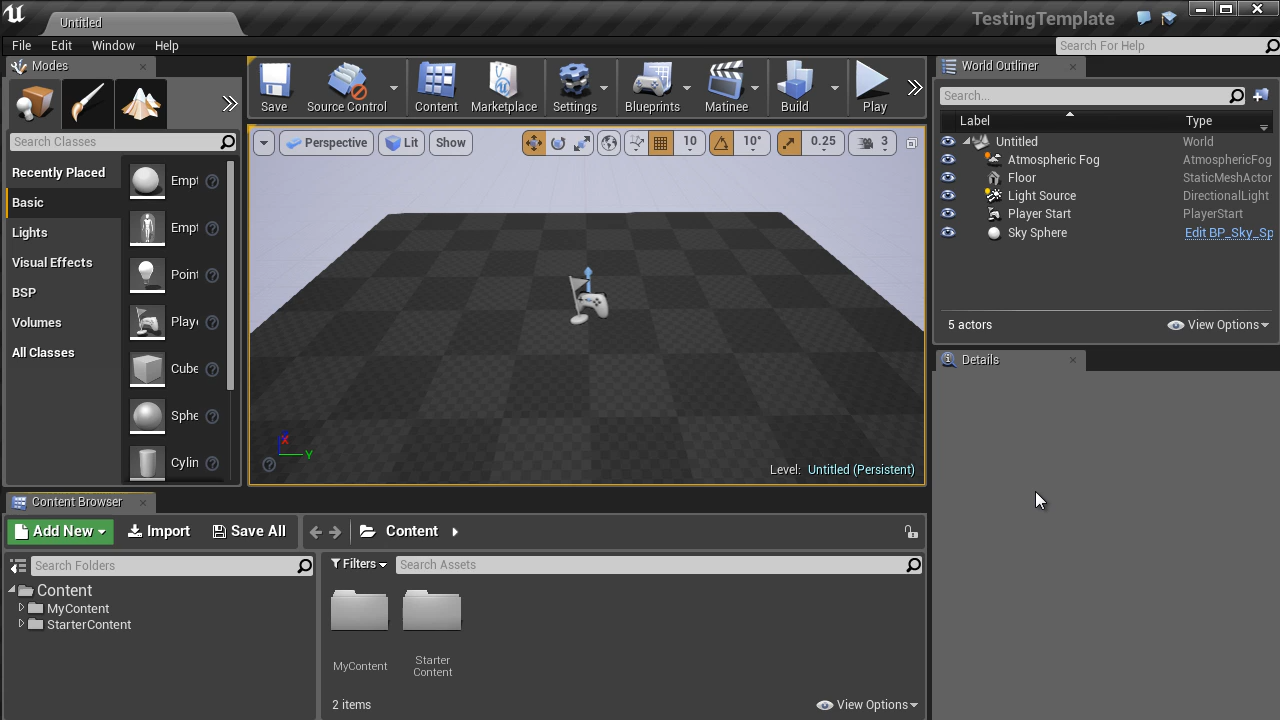 Untitled
TestingTemplate
File Edit Window Help
Search For Help
Modes
Search Classes
Recently Placed
Basic
Lights
Visual Effects
BSP
Volumes
All Classes
Empt
Empt
Point
Playe
Cube
Sphe
Cylin
Save
Source Control
Content
Marketplace
Settings
Blueprints
Matinee
Build
Play
Perspective
Lit
Show
10
10°
0.25
3
Y
Level: Untitled (Persistent)
World Outliner
Search...
Label Type
Untitled World
Atmospheric Fog AtmosphericFog
Floor StaticMeshActor
Light Source DirectionalLight
Player Start PlayerStart
Sky Sphere Edit BP_Sky_Sp
5 actors
View Options
Details
Content Browser
Add New
Import
Save All
Content
Search Folders
Content
MyContent
StarterContent
Filters
Search Assets
MyContent
Starter
Content
2 items
View Options